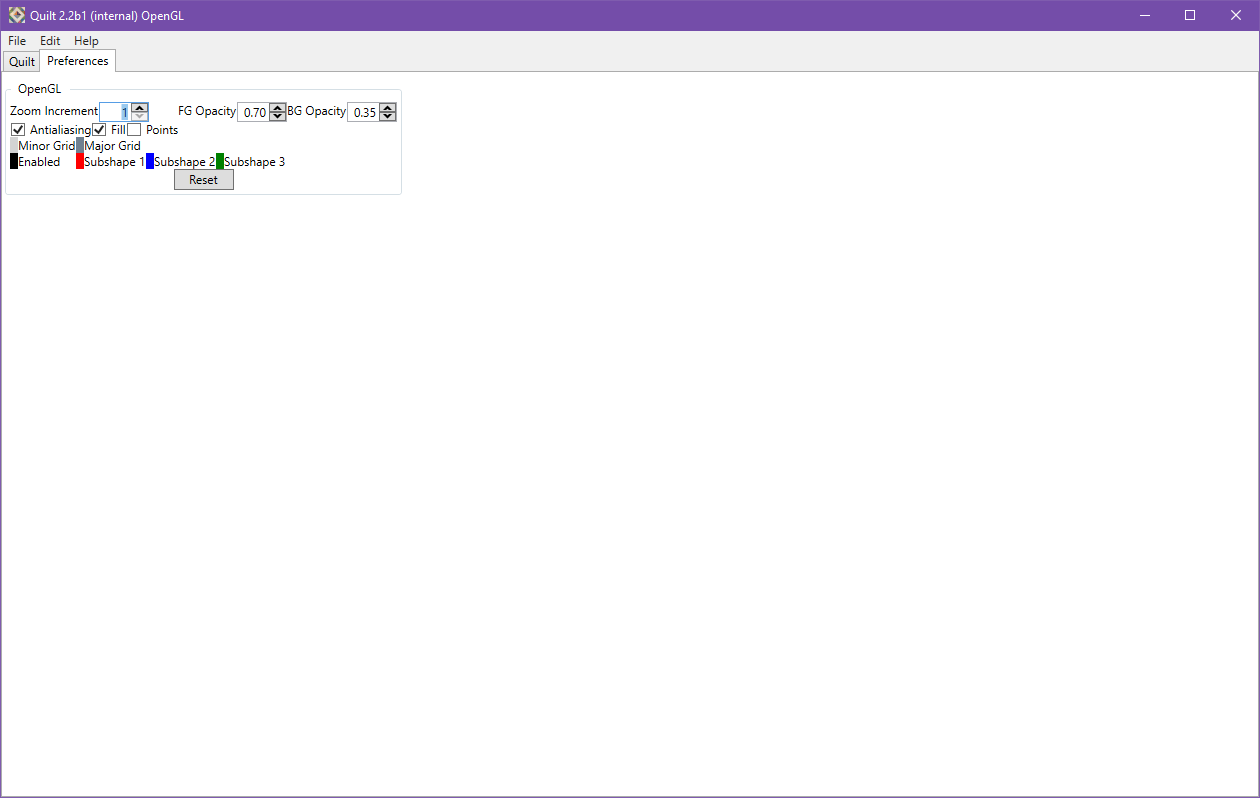 Quilt 2.2b1 (internal) OpenGL
File Edit Help
Quilt Preferences
OpenGL
Zoom Increment 1 FG Opacity 0.70 BG Opacity 0.35
Antialiasing Fill Points
Minor Grid Major Grid
Enabled Subshape 1 Subshape 2 Subshape 3
Reset